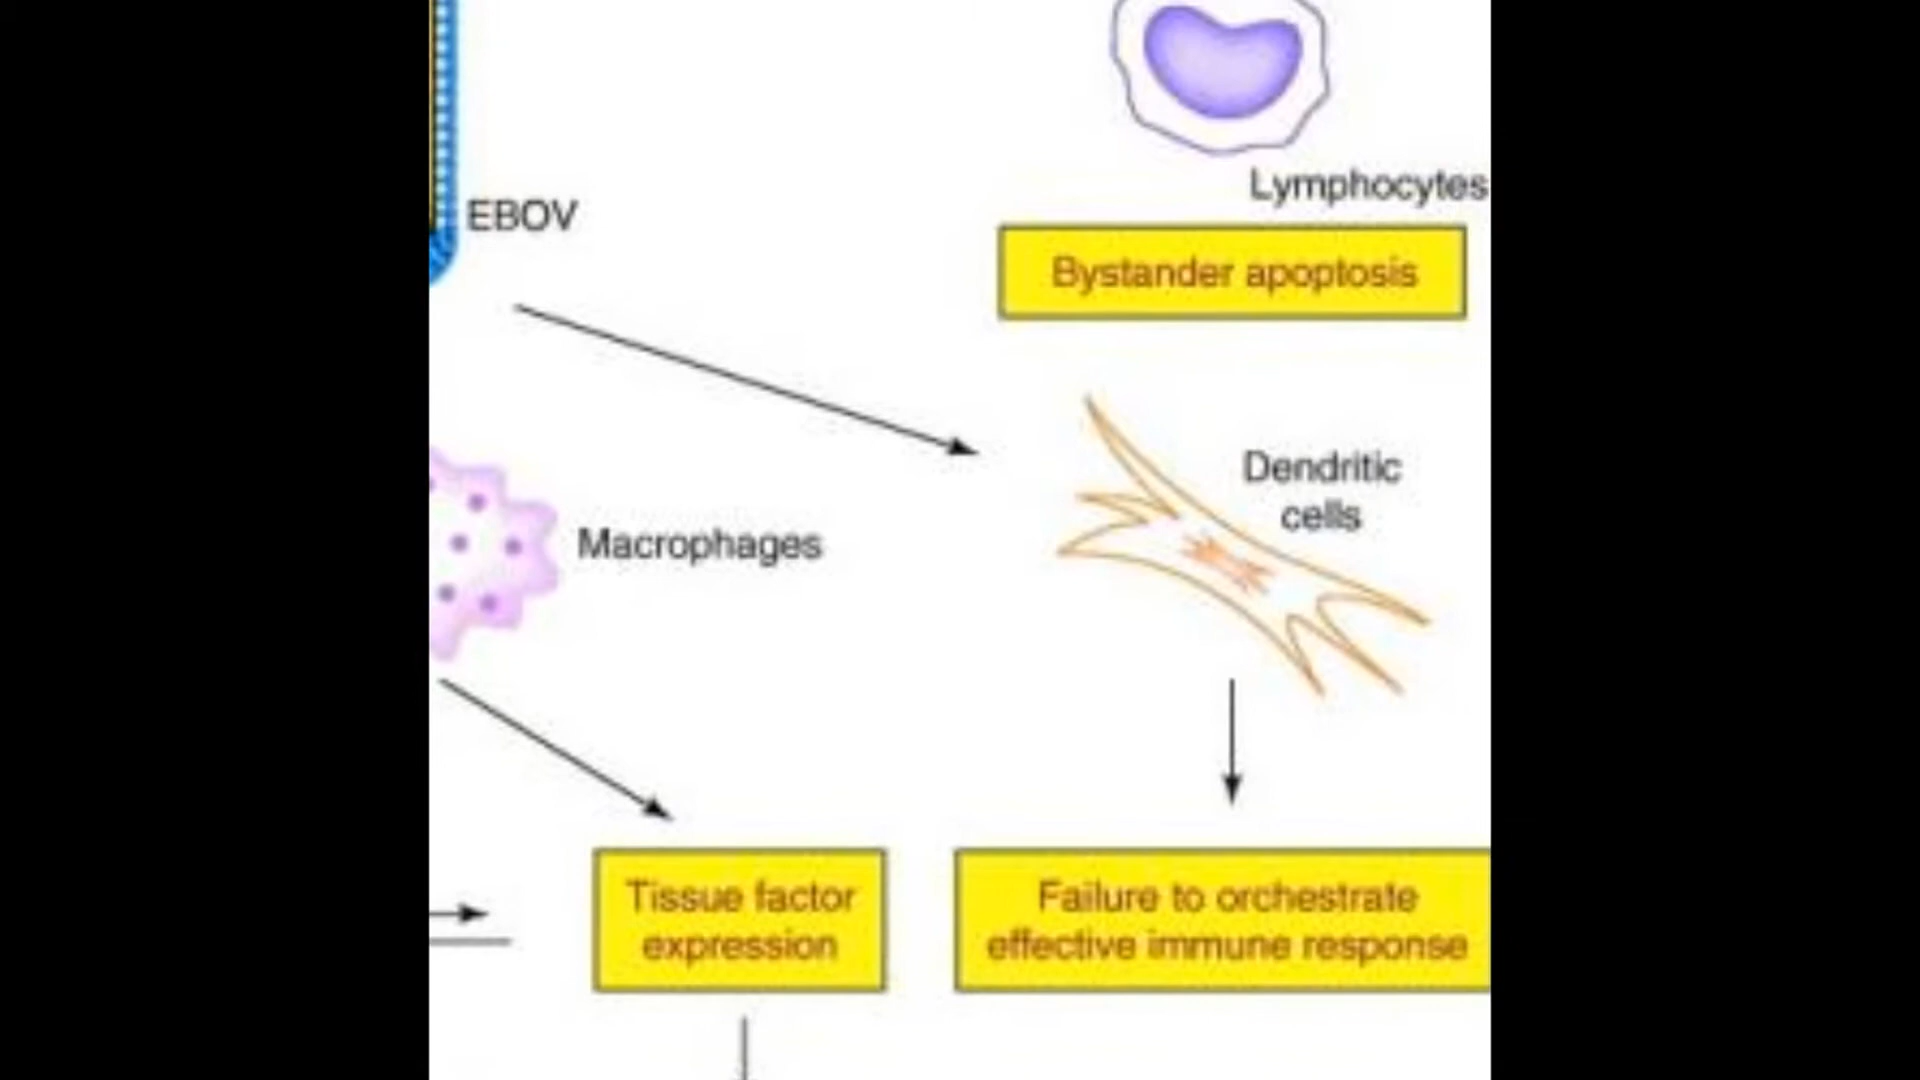 Lymphocytes
EBOV
Bystander apoptosis
Dendritic
cells
Macrophages
Tissue factor
expression
Failure to orchestrate
effective immune response